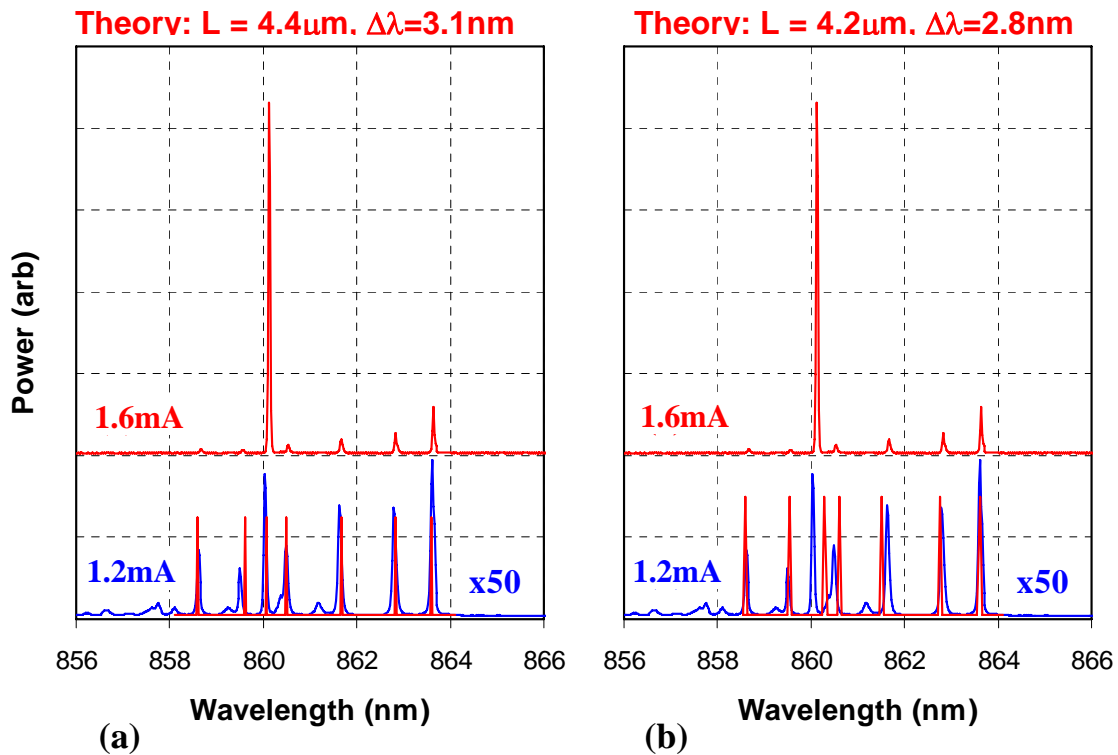 Theory: L = 4.4μm, Δλ=3.1nm
Theory: L = 4.2μm, Δλ=2.8nm
Power (arb)
1.6mA
1.6mA
1.2mA
x50
1.2mA
x50
856 858 860 862 864 866
856 858 860 862 864 866
Wavelength (nm)
Wavelength (nm)
(a)
(b)